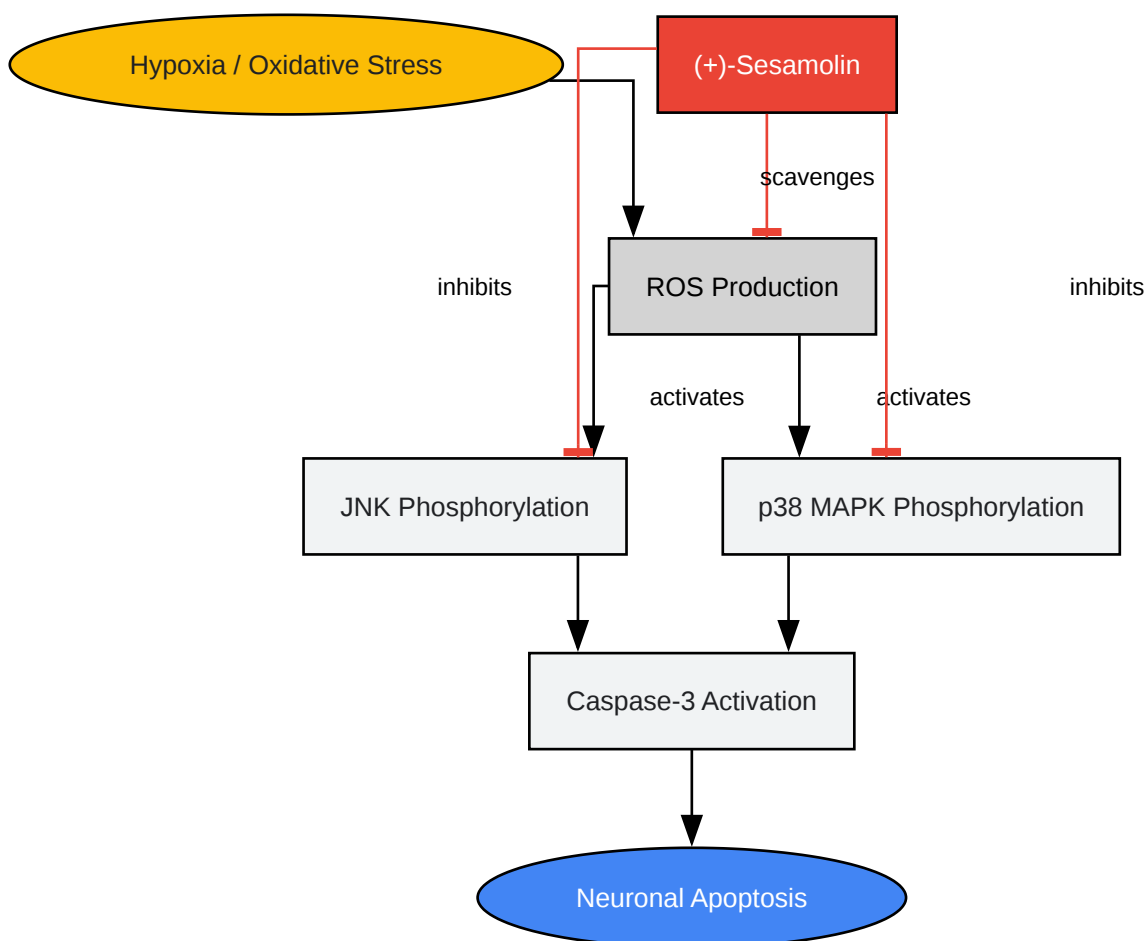 Hypoxia / Oxidative Stress
(+)-Sesamolin
scavenges
inhibits
ROS Production
inhibits
activates
activates
JNK Phosphorylation
p38 MAPK Phosphorylation
Caspase-3 Activation
Neuronal Apoptosis